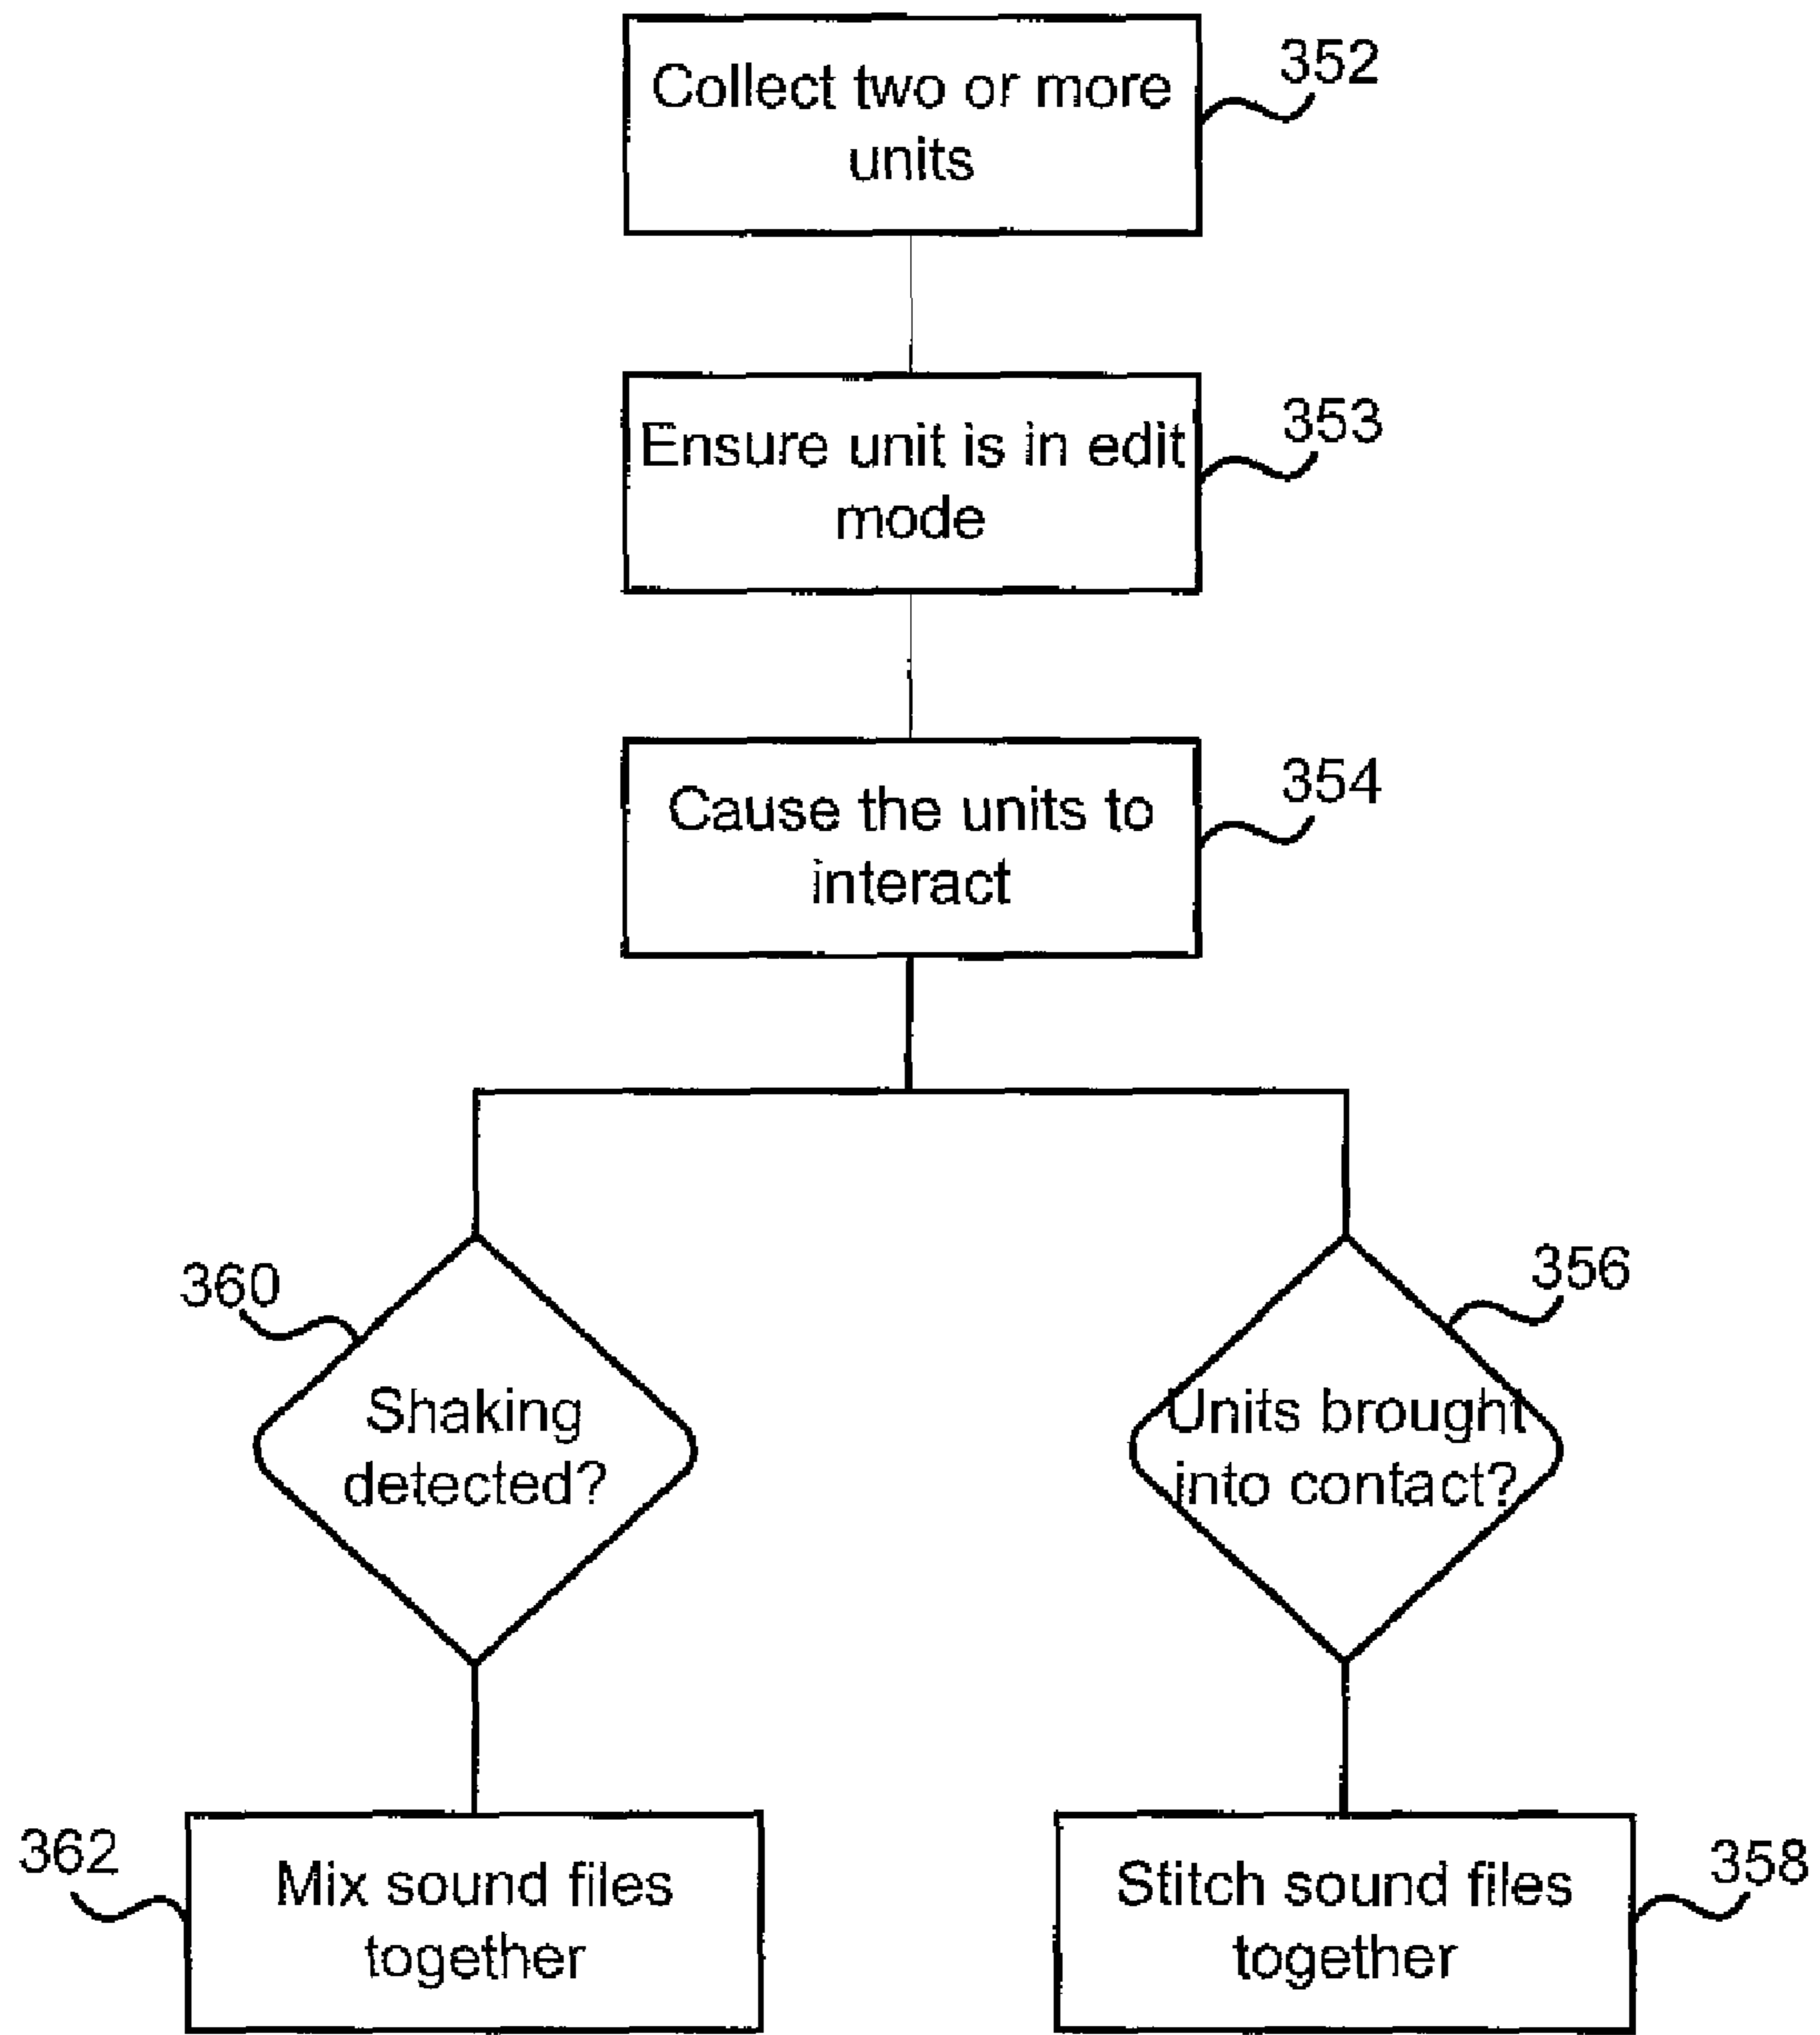 Collect two or more
units
352
Ensure unit is in edit
mode
353
Cause the units to
interact
354
360
Shaking
detected?
356
Units brought
into contact?
362
Mix sound files
together
Stitch sound files
together
358